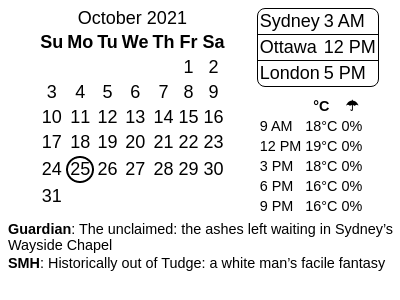 October 2021
Su Mo Tu We Th Fr Sa
1 2
3 4 5 6 7 8 9
10 11 12 13 14 15 16
17 18 19 20 21 22 23
24 25 26 27 28 29 30
31
Sydney 3 AM
Ottawa 12 PM
London 5 PM
°C ☂
9 AM 18°C 0%
12 PM 19°C 0%
3 PM 18°C 0%
6 PM 16°C 0%
9 PM 16°C 0%
Guardian: The unclaimed: the ashes left waiting in Sydney’s
Wayside Chapel
SMH: Historically out of Tudge: a white man’s facile fantasy